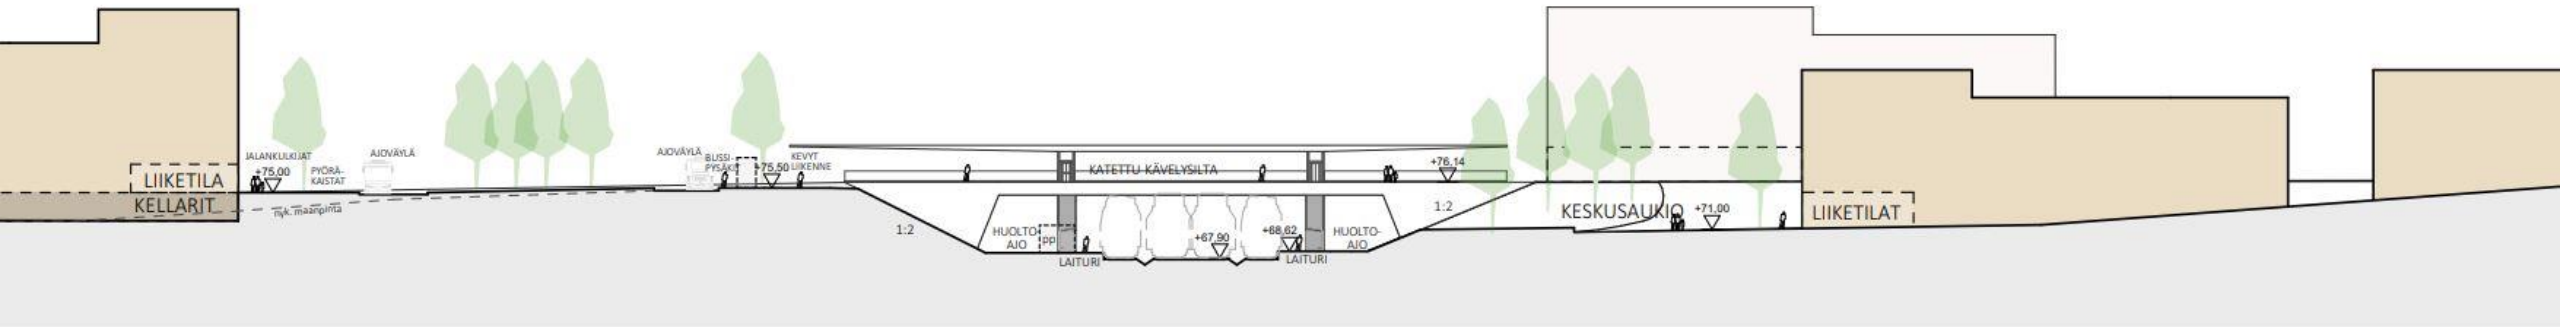 LIIKETILA
KELLARIT
JALANKULKIJAT
+75,00
PYÖRÄ-
KAISTAT
AJOVÄYLÄ
nyk. maanpinta
AJOVÄYLÄ
BUSSI-
PYSÄKKI
+75,50
KEVYT
LIIKENNE
1:2
KATETTU KÄVELYSILTA
HUOLTO-
AJO
pp
LAITURI
+67,90
+68,62
LAITURI
HUOLTO-
AJO
+76,14
1:2
KESKUSAUKIO
+71,00
LIIKETILAT